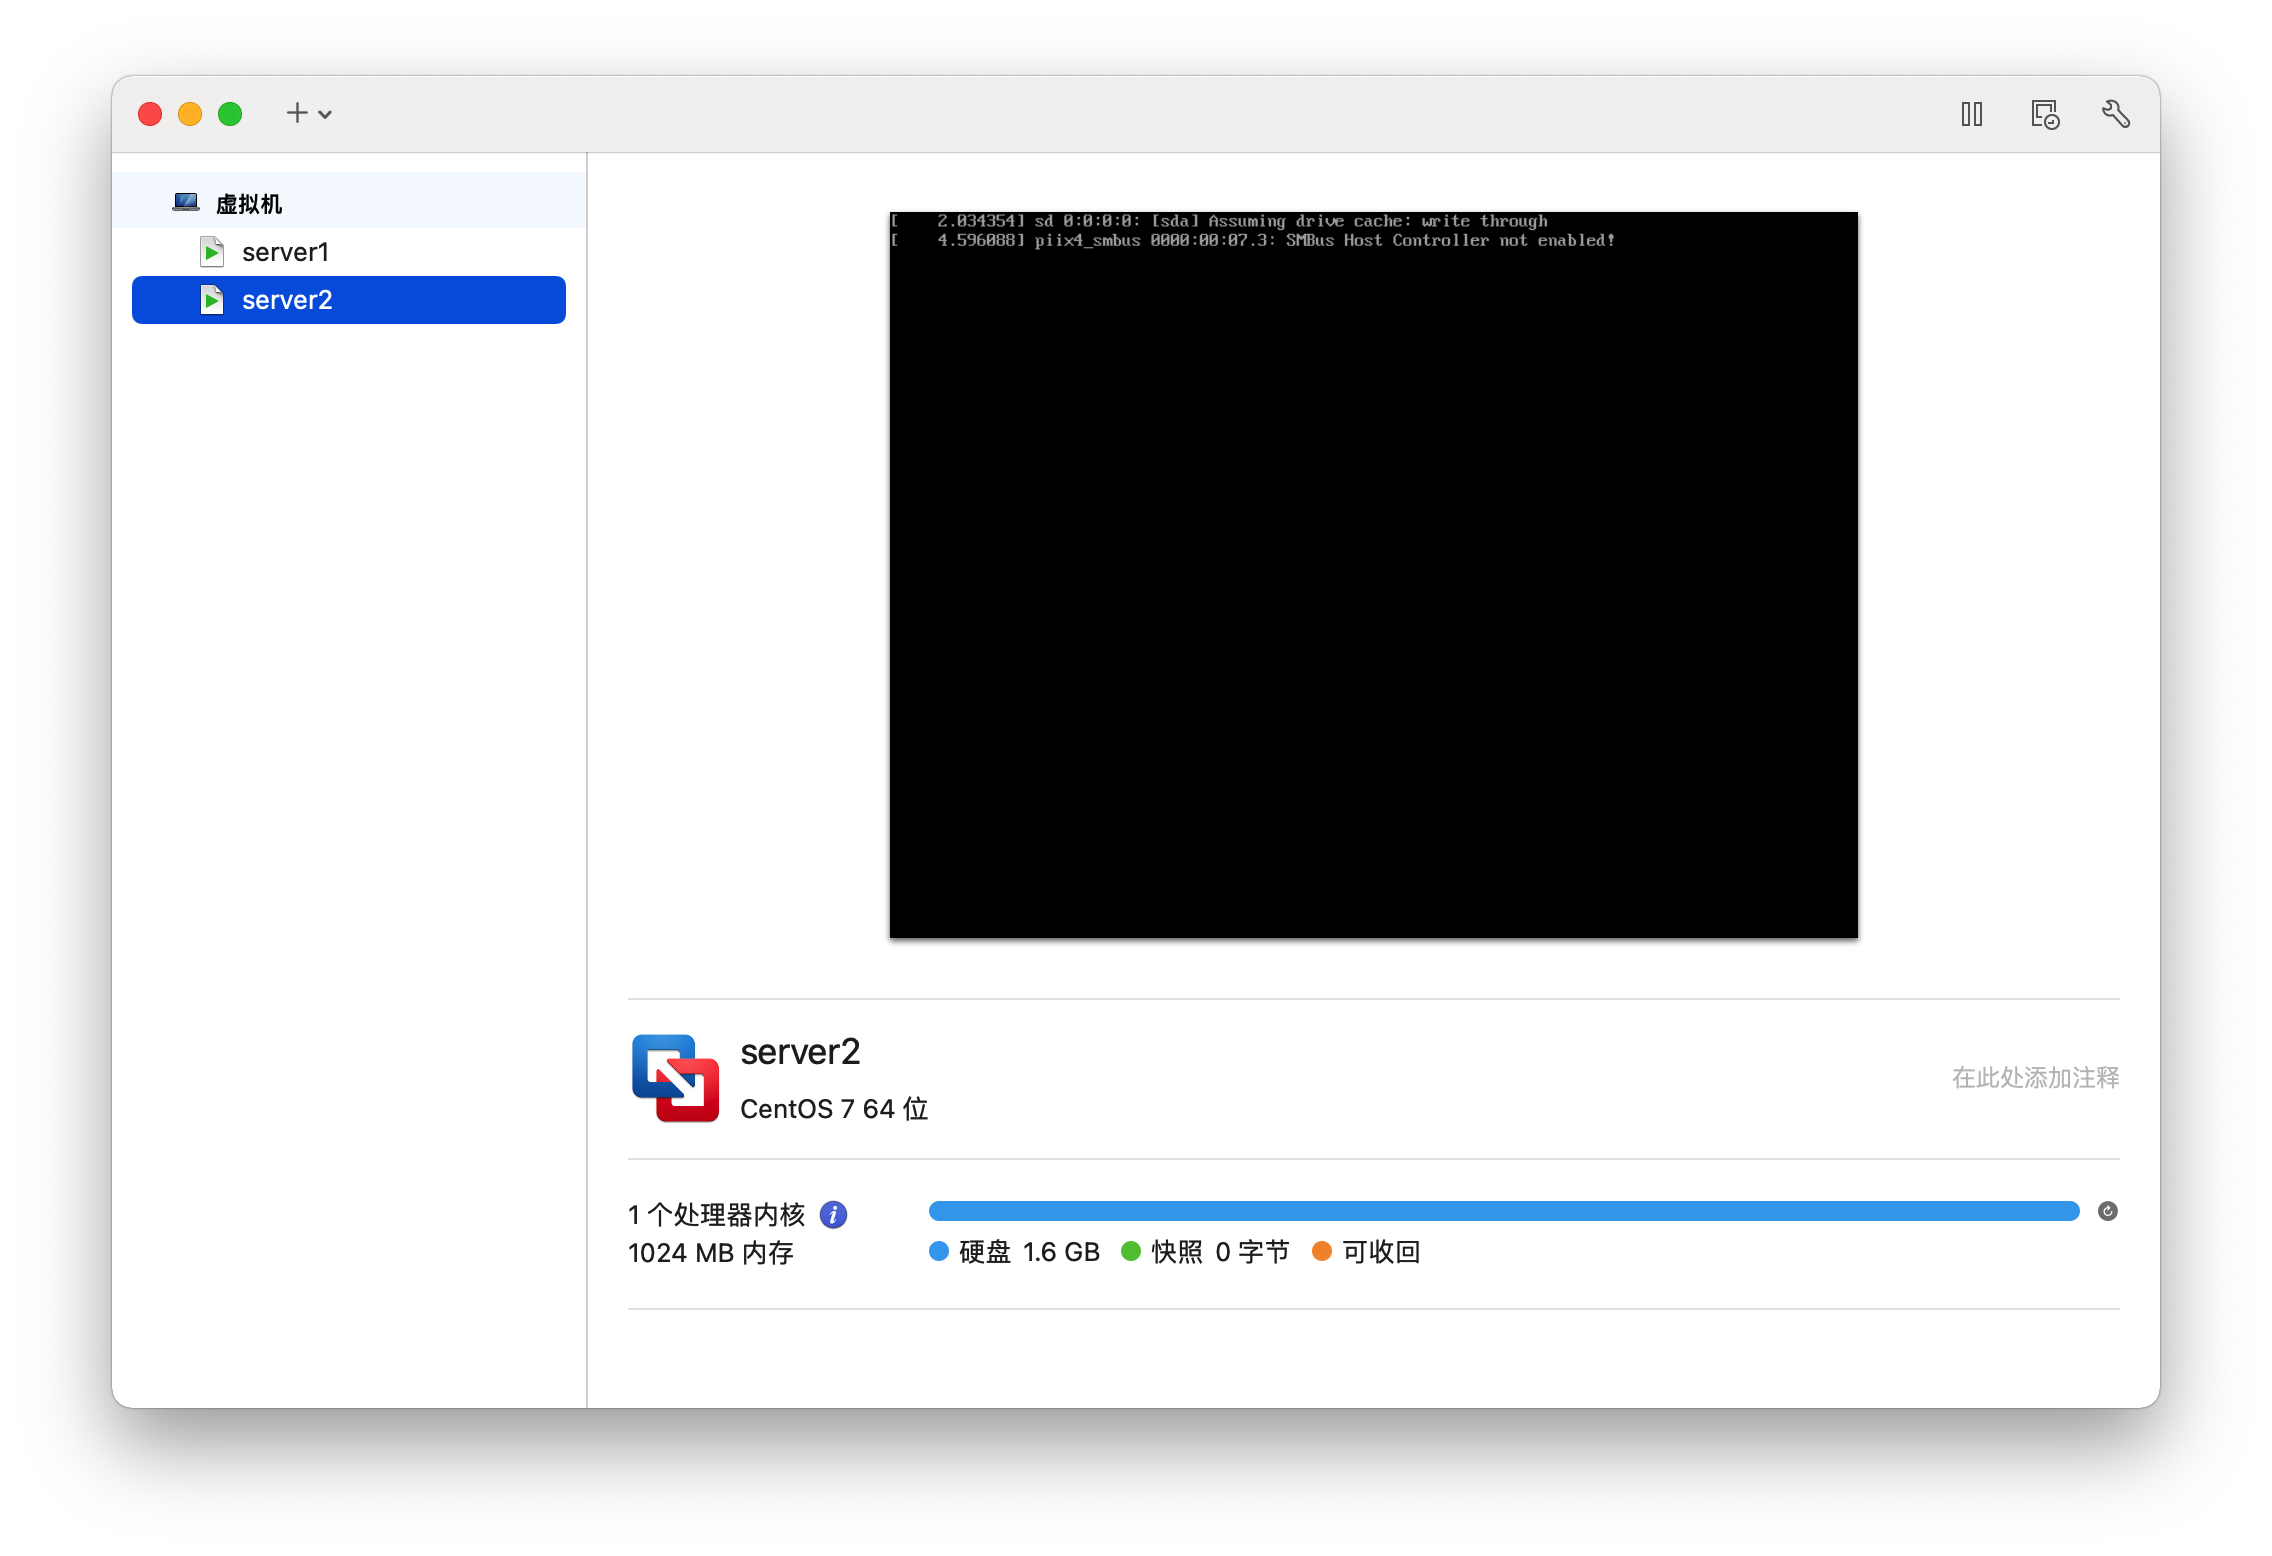 虚拟机
server1
server2
[    2.034354] sd 0:0:0:0: [sda] Assuming drive cache: write through
[    4.596088] piix4_smbus 0000:00:07.3: SMBus Host Controller not enabled!
server2
CentOS 7 64 位
在此处添加注释
1 个处理器内核
1024 MB 内存
硬盘 1.6 GB 快照 0 字节 可收回